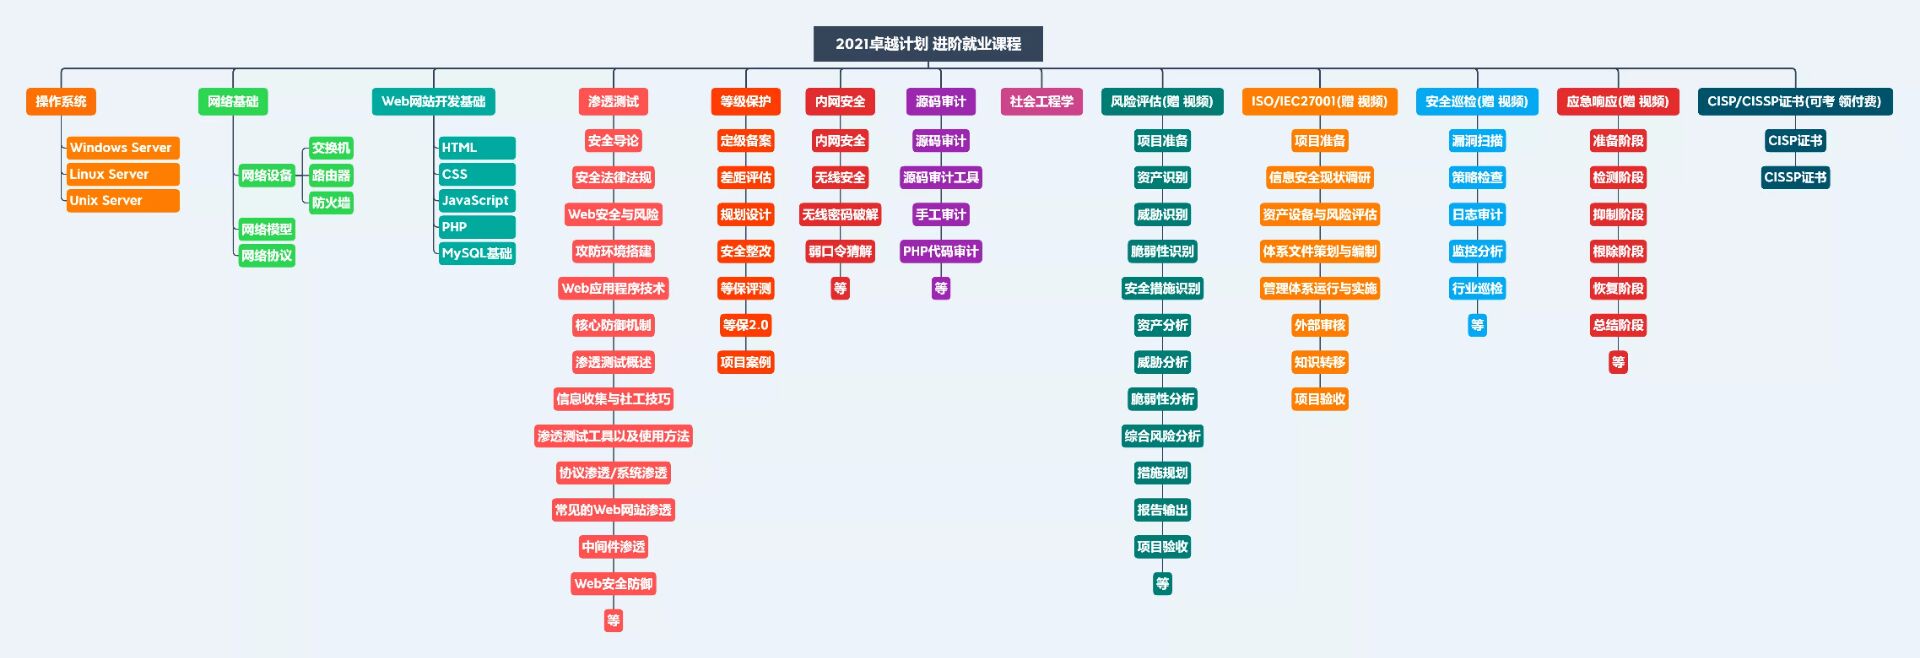 2021卓越计划 进阶就业课程
操作系统
Windows Server
Linux Server
Unix Server
网络基础
网络设备
交换机
路由器
防火墙
网络模型
网络协议
Web网站开发基础
HTML
CSS
JavaScript
PHP
MySQL基础
渗透测试
安全导论
安全法律法规
Web安全与风险
攻防环境搭建
Web应用程序技术
核心防御机制
渗透测试概述
信息收集与社工技巧
渗透测试工具以及使用方法
协议渗透/系统渗透
常见的Web网站渗透
中间件渗透
Web安全防御
等
等级保护
定级备案
差距评估
规划设计
安全整改
等保评测
等保2.0
项目案例
内网安全
内网安全
无线安全
无线密码破解
弱口令猜解
等
源码审计
源码审计
源码审计工具
手工审计
PHP代码审计
等
社会工程学
风险评估(赠 视频)
项目准备
资产识别
威胁识别
脆弱性识别
安全措施识别
资产分析
威胁分析
脆弱性分析
综合风险分析
措施规划
报告输出
项目验收
等
ISO/IEC27001(赠 视频)
项目准备
信息安全现状调研
资产设备与风险评估
体系文件策划与编制
管理体系运行与实施
外部审核
知识转移
项目验收
安全巡检(赠 视频)
漏洞扫描
策略检查
日志审计
监控分析
行业巡检
等
应急响应(赠 视频)
准备阶段
检测阶段
抑制阶段
根除阶段
恢复阶段
总结阶段
等
CISP/CISSP证书(可考 领付费)
CISP证书
CISSP证书